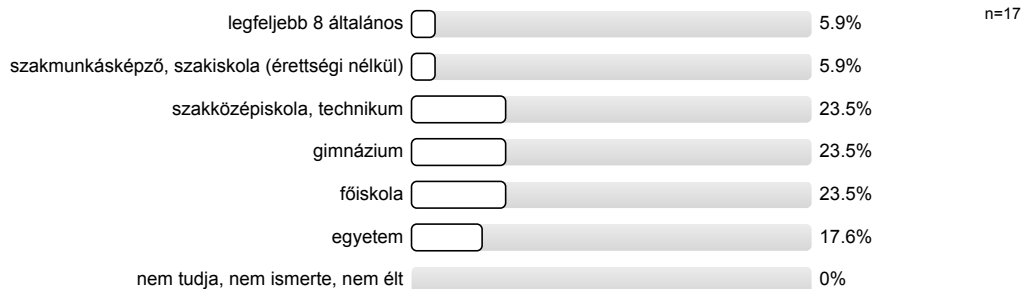 legfeljebb 8 általános 5.9% n=17
szakmunkásképző, szakiskola (érettségi nélkül) 5.9%
szakközépiskola, technikum 23.5%
gimnázium 23.5%
főiskola 23.5%
egyetem 17.6%
nem tudja, nem ismerte, nem élt 0%